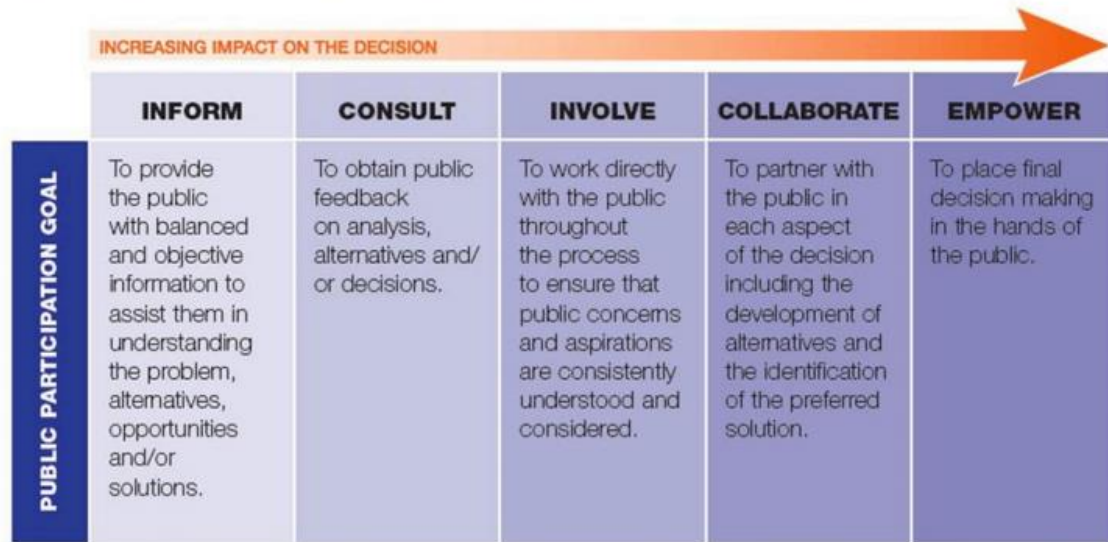 INCREASING IMPACT ON THE DECISION
INFORM
CONSULT
INVOLVE
COLLABORATE
EMPOWER
PUBLIC PARTICIPATION GOAL
To provide
the public
with balanced
and objective
information to
assist them in
understanding
the problem,
alternatives,
opportunities
and/or
solutions.
To obtain public
feedback
on analysis,
alternatives and/
or decisions.
To work directly
with the public
throughout
the process
to ensure that
public concerns
and aspirations
are consistently
understood and
considered.
To partner with
the public in
each aspect
of the decision
including the
development of
alternatives and
the identification
of the preferred
solution.
To place final
decision making
in the hands of
the public.